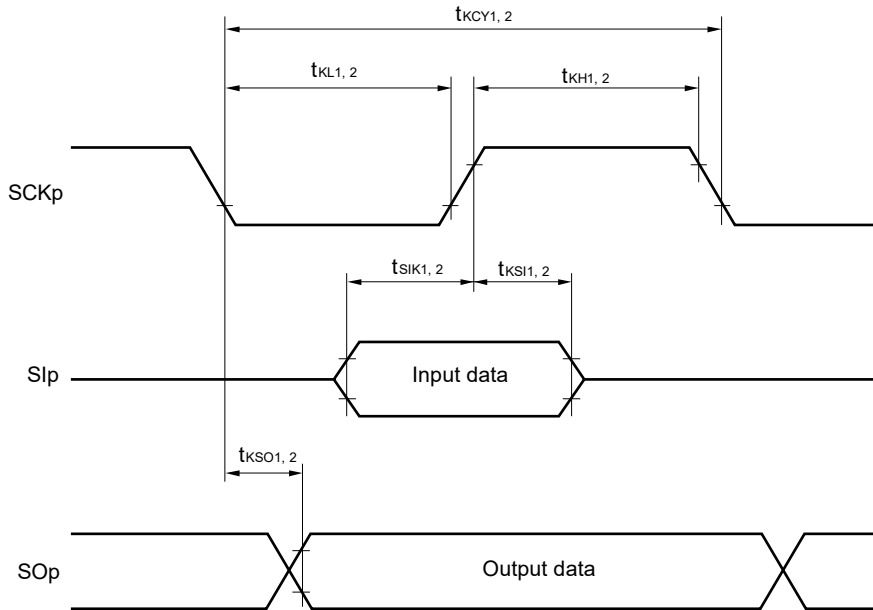 tKCY1, 2
tKL1, 2
tKH1, 2
SCKp
tSIK1, 2
tKSI1, 2
SIp
Input data
tKSO1, 2
SOp
Output data